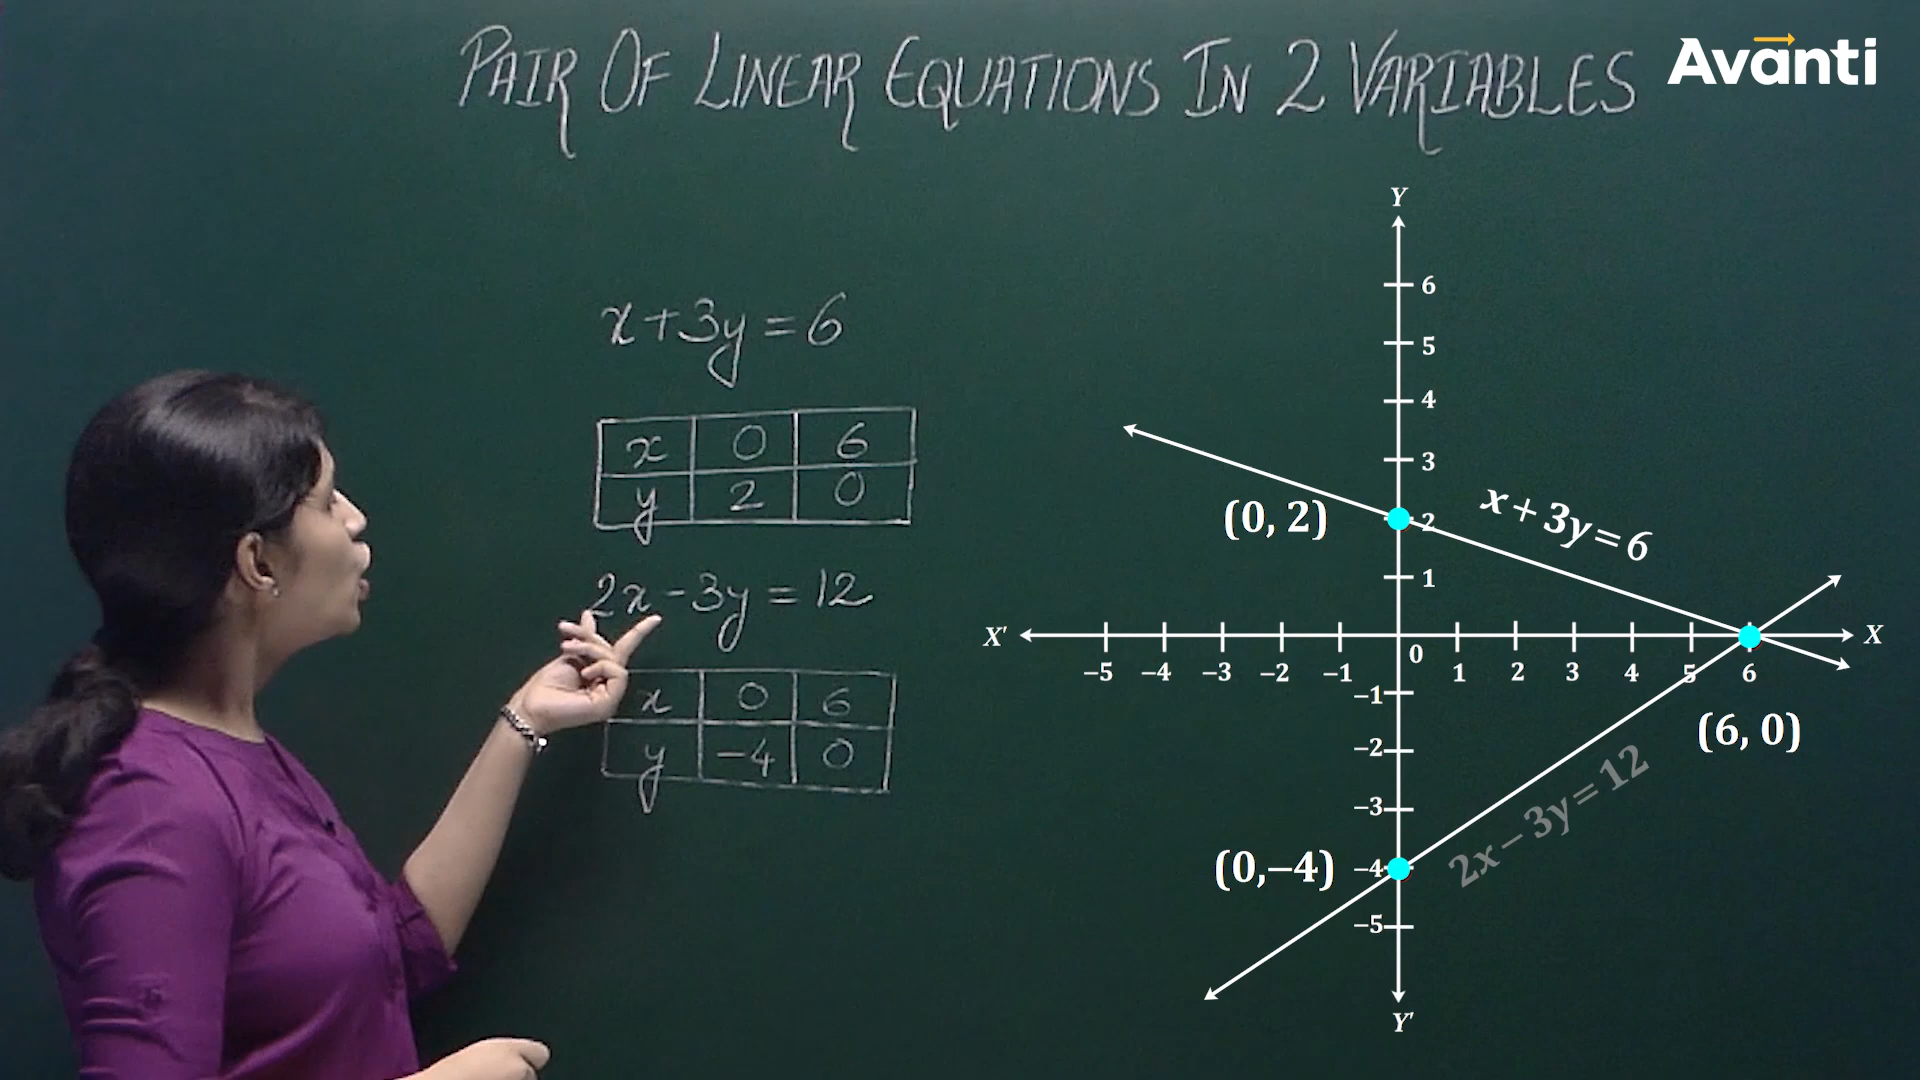 PAIR OF LINEAR EQUATIONS IN 2 VARIABLES
Avanti
x+3y=6
x 0 6
y 2 0
2x-3y=12
x 0 6
y -4 0
Y
6
5
4
3
(0, 2) 2
x + 3y = 6
1
X' X
0
–5 –4 –3 –2 –1 1 2 3 4 5 6
–1
(6, 0)
–2
–3
2x – 3y = 12
(0,–4) –4
–5
Y'